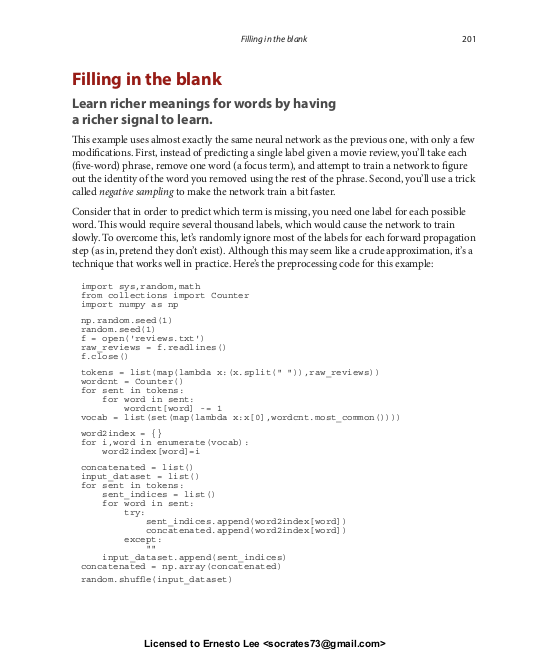 Filling in the blank 201
Filling in the blank
Learn richer meanings for words by having
a richer signal to learn.
This example uses almost exactly the same neural network as the previous one, with only a few
modifications. First, instead of predicting a single label given a movie review, you'll take each
(five-word) phrase, remove one word (a focus term), and attempt to train a network to figure
out the identity of the word you removed using the rest of the phrase. Second, you'll use a trick
called negative sampling to make the network train a bit faster.
Consider that in order to predict which term is missing, you need one label for each possible
word. This would require several thousand labels, which would cause the network to train
slowly. To overcome this, let's randomly ignore most of the labels for each forward propagation
step (as in, pretend they don't exist). Although this may seem like a crude approximation, it's a
technique that works well in practice. Here's the preprocessing code for this example:
import sys,random,math
from collections import Counter
import numpy as np
np.random.seed(1)
random.seed(1)
f = open('reviews.txt')
raw_reviews = f.readlines()
f.close()
tokens = list(map(lambda x:(x.split(" ")),raw_reviews))
wordcnt = Counter()
for sent in tokens:
    for word in sent:
        wordcnt[word] -= 1
vocab = list(set(map(lambda x:x[0],wordcnt.most_common())))
word2index = {}
for i,word in enumerate(vocab):
    word2index[word]=i
concatenated = list()
input_dataset = list()
for sent in tokens:
    sent_indices = list()
    for word in sent:
        try:
            sent_indices.append(word2index[word])
            concatenated.append(word2index[word])
        except:
            ""
    input_dataset.append(sent_indices)
concatenated = np.array(concatenated)
random.shuffle(input_dataset)
Licensed to Ernesto Lee <socrates73@gmail.com>